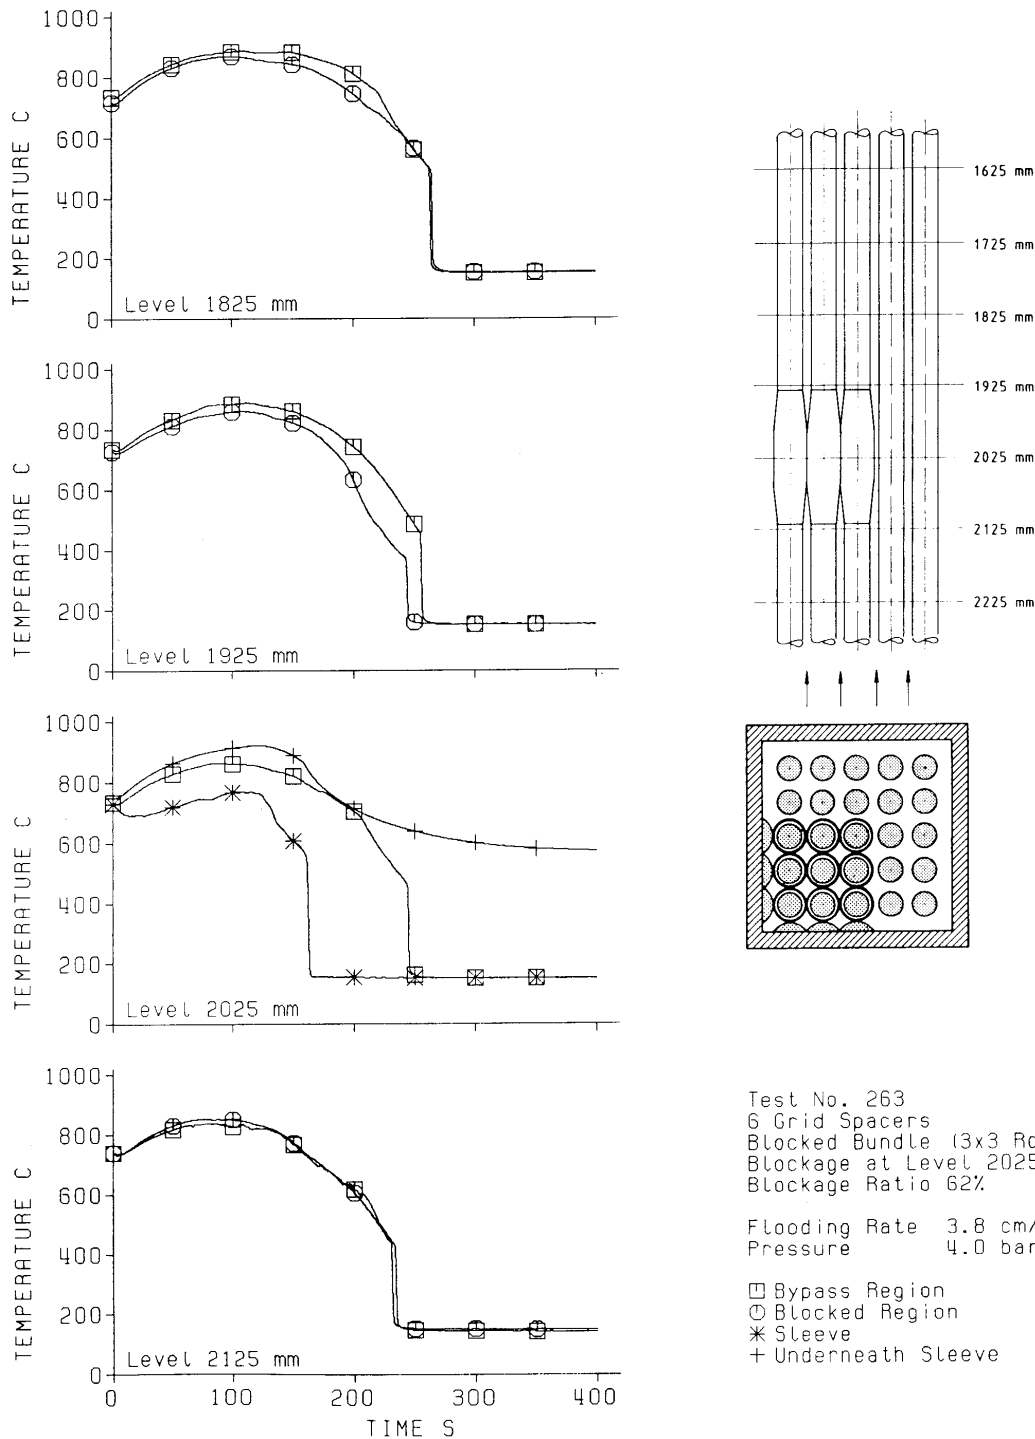 1000
800
600
400
200
0
TEMPERATURE C
Level 1825 mm
1000
800
600
400
200
0
TEMPERATURE C
Level 1925 mm
1000
800
600
400
200
0
TEMPERATURE C
Level 2025 mm
1000
800
600
400
200
0
TEMPERATURE C
Level 2125 mm
0 100 200 300 400
TIME S
1625 mm
1725 mm
1825 mm
1925 mm
2025 mm
2125 mm
2225 mm
Test No. 263
6 Grid Spacers
Blocked Bundle (3x3 Ro
Blockage at Level 2025
Blockage Ratio 62%
Flooding Rate 3.8 cm/
Pressure 4.0 bar
Bypass Region
Blocked Region
Sleeve
Underneath Sleeve